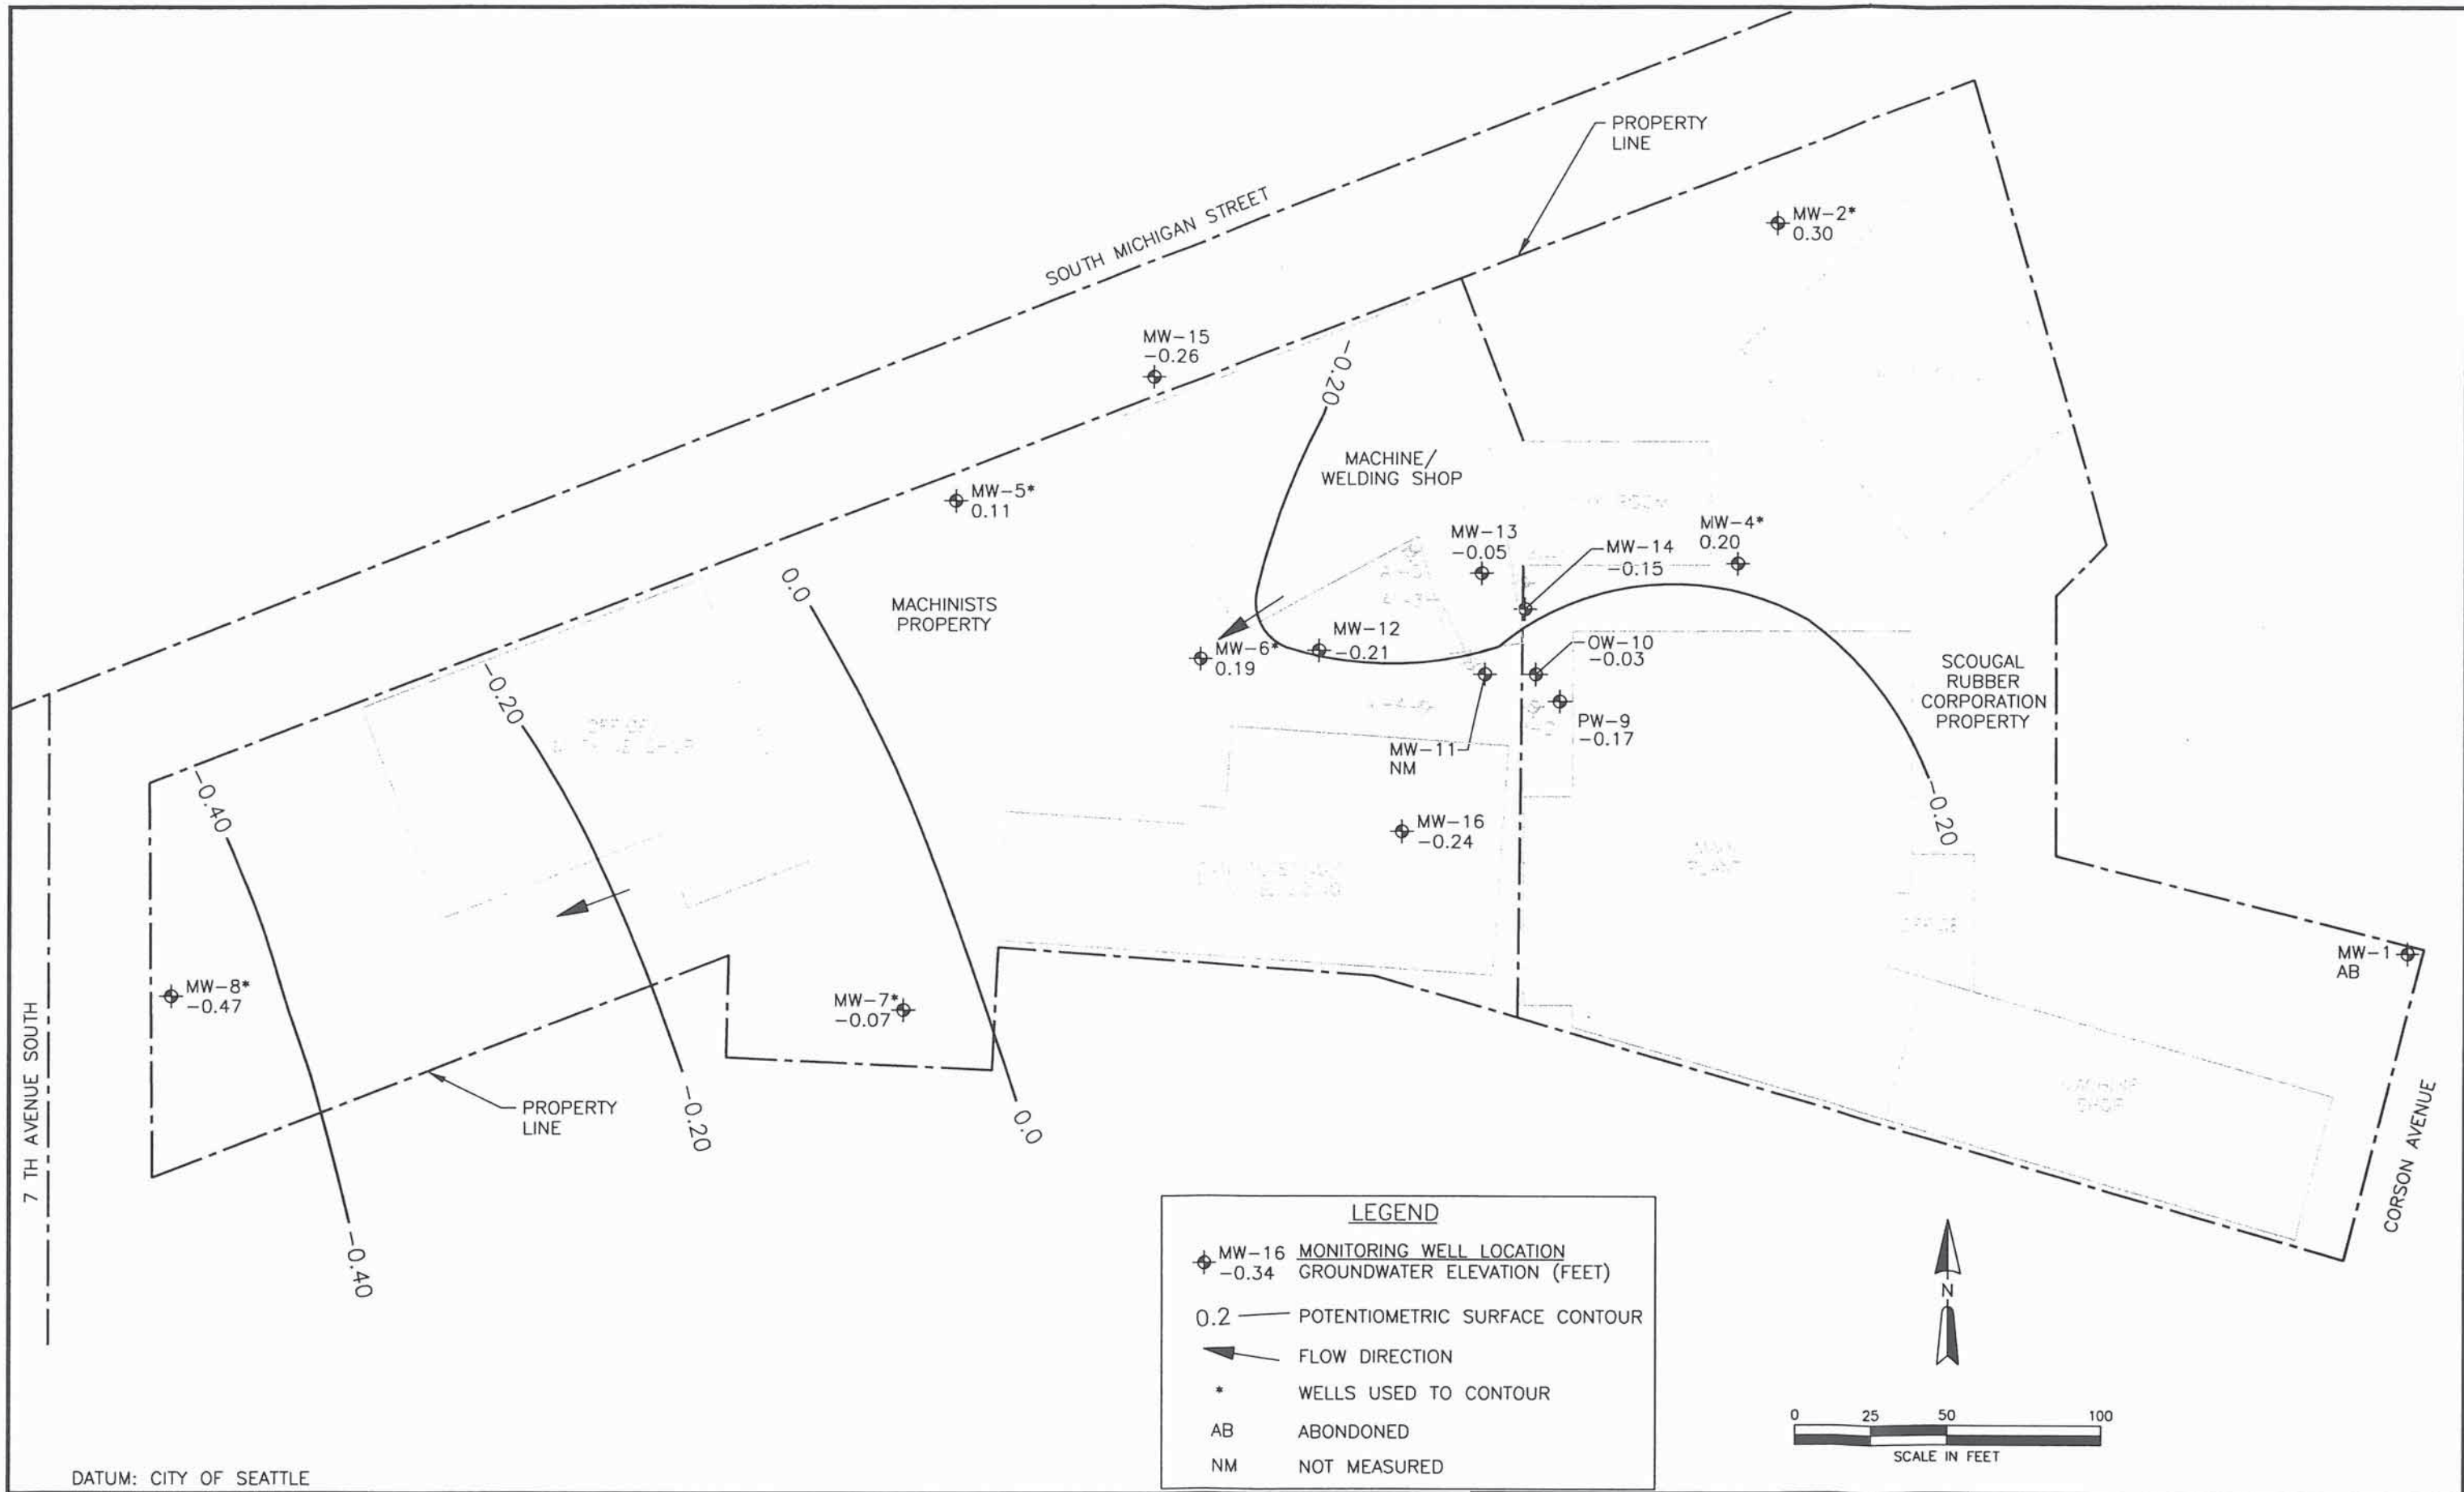 PROPERTY
LINE
MW-2*
0.30
SOUTH MICHIGAN STREET
MW-15
-0.26
-0.20
MACHINE/
WELDING SHOP
MW-5*
0.11
MW-13
-0.05
MW-14
-0.15
MW-4*
0.20
0.0
MACHINISTS
PROPERTY
MW-12
-0.21
MW-6*
0.19
OW-10
-0.03
SCOUGAL
RUBBER
CORPORATION
PROPERTY
-0.20
PW-9
-0.17
MW-11
NM
-0.40
MW-16
-0.24
-0.20
MW-1
AB
MW-8*
-0.47
MW-7*
-0.07
7 TH AVENUE SOUTH
PROPERTY
LINE
-0.20
0.0
CORSON AVENUE
-0.40
LEGEND
MW-16 MONITORING WELL LOCATION
-0.34 GROUNDWATER ELEVATION (FEET)
0.2 POTENTIOMETRIC SURFACE CONTOUR
FLOW DIRECTION
* WELLS USED TO CONTOUR
AB ABONDONED
NM NOT MEASURED
N
0 25 50 100
SCALE IN FEET
DATUM: CITY OF SEATTLE